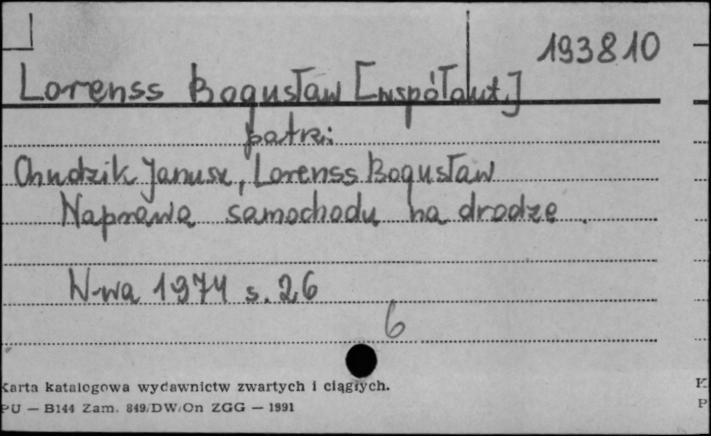 193810
Lorenss Bogusław [współaut.]
patrz:
Chudzik Janusz, Lorenss Bogusław
Naprawa samochodu na drodze.
W-wa 1974 s. 26
6
Karta katalogowa wydawnictw zwartych i ciągłych.
PU — B144 Zam. 849/DW/On ZGG — 1991
K
P